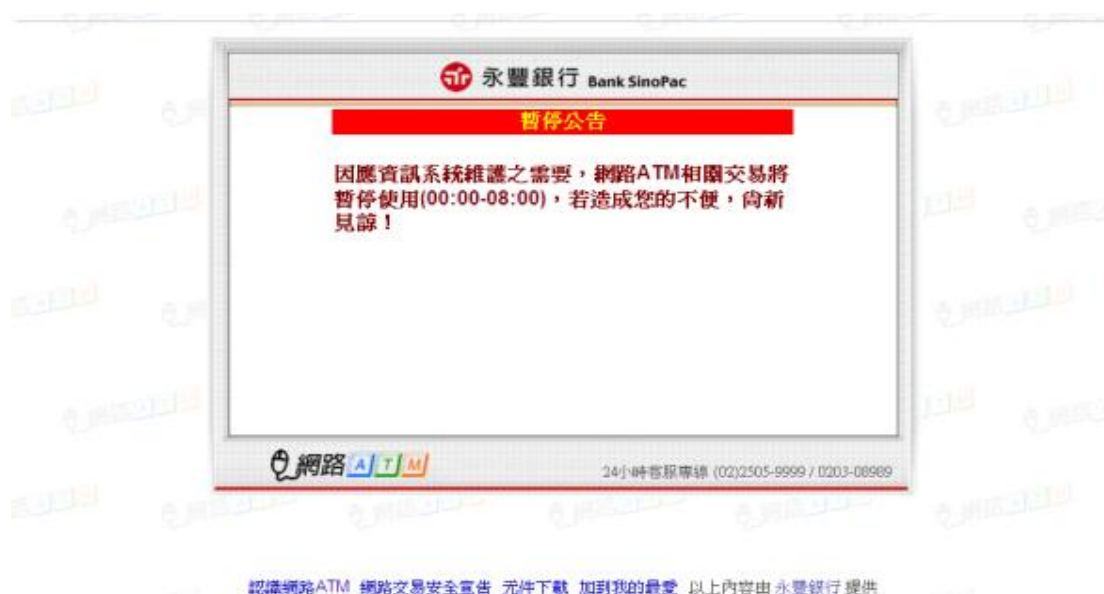 永豐銀行 Bank SinoPac
暫停公告
因應資訊系統維護之需要，網路ATM相關交易將
暫停使用(00:00-08:00)，若造成您的不便，尚新
見諒！
網路ATM
24小時客服專線 (02)2505-9999 / 0203-08989
認識網路ATM 網路交易安全宣告 元件下載 加到我的最愛 以上內容由 永豐銀行 提供